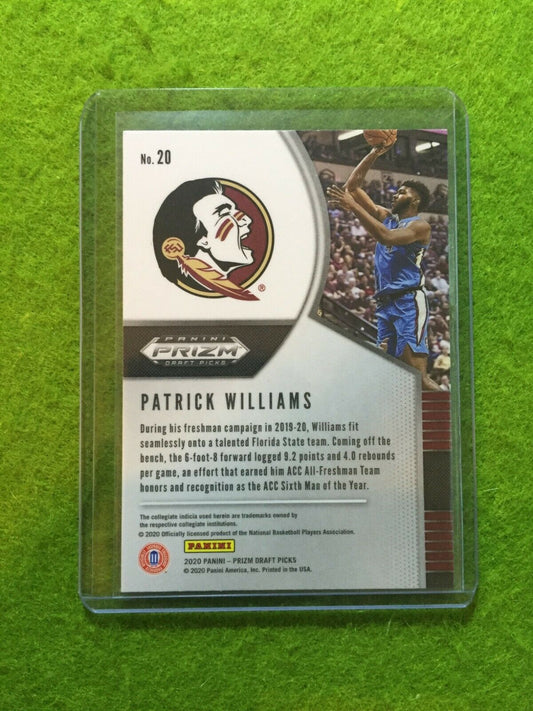 No. 20
FSU
®
PANINI
PRIZM
DRAFT PICKS
PATRICK WILLIAMS
During his freshman campaign in 2019-20, Williams fit
seamlessly onto a talented Florida State team. Coming off the
bench, the 6-foot-8 forward logged 9.2 points and 4.0 rebounds
per game, an effort that earned him ACC All-Freshman Team
honors and recognition as the ACC Sixth Man of the Year.
The collegiate indicia used herein are trademarks owned by
the respective collegiate institutions.
© 2020 Officially licensed product of the National Basketball Players Association.
PANINI
2020 PANINI – PRIZM DRAFT PICKS
© 2020 Panini America, Inc. Printed in the USA.